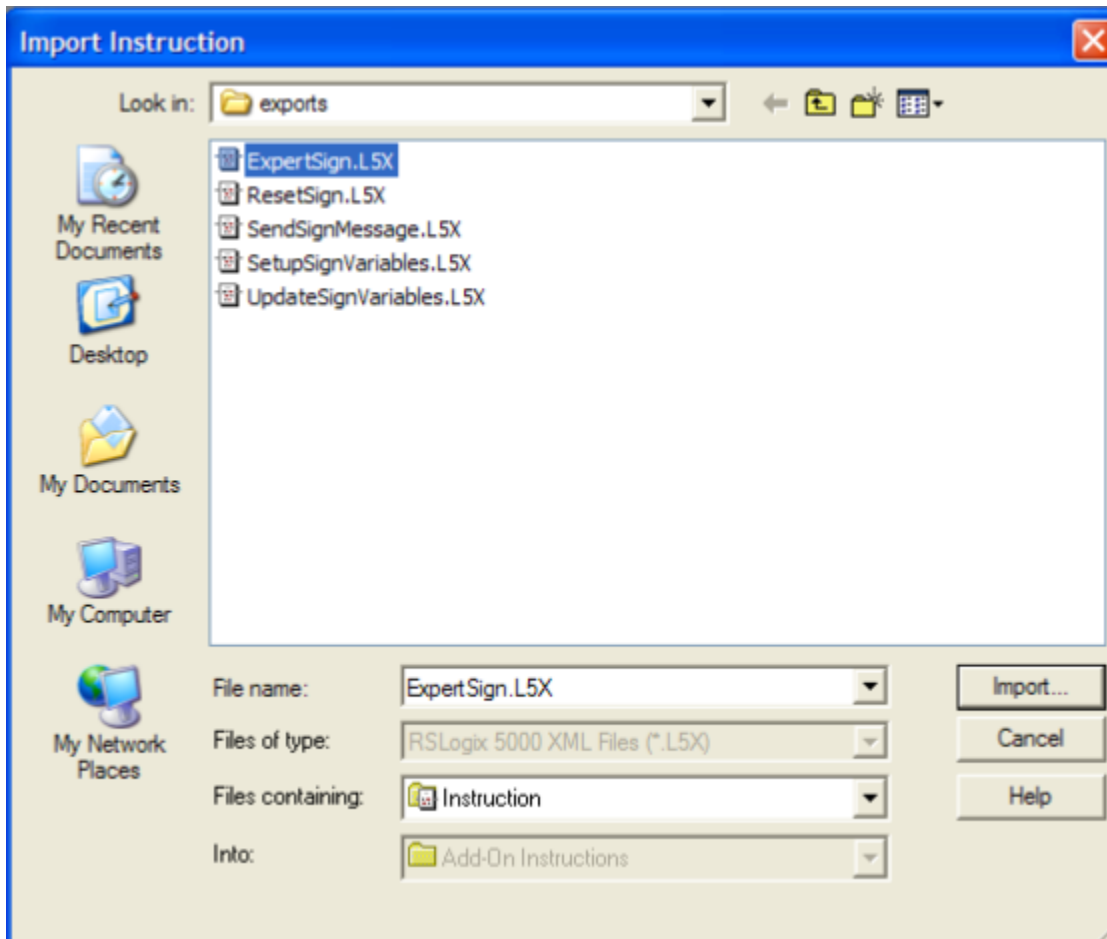 Import Instruction
Look in:
exports
ExpertSign.L5X
ResetSign.L5X
SendSignMessage.L5X
SetupSignVariables.L5X
UpdateSignVariables.L5X
My Recent
Documents
Desktop
My Documents
My Computer
My Network
Places
File name:
ExpertSign.L5X
Import...
Files of type:
RSLogix 5000 XML Files (*.L5X)
Cancel
Files containing:
Instruction
Help
Into:
Add-On Instructions